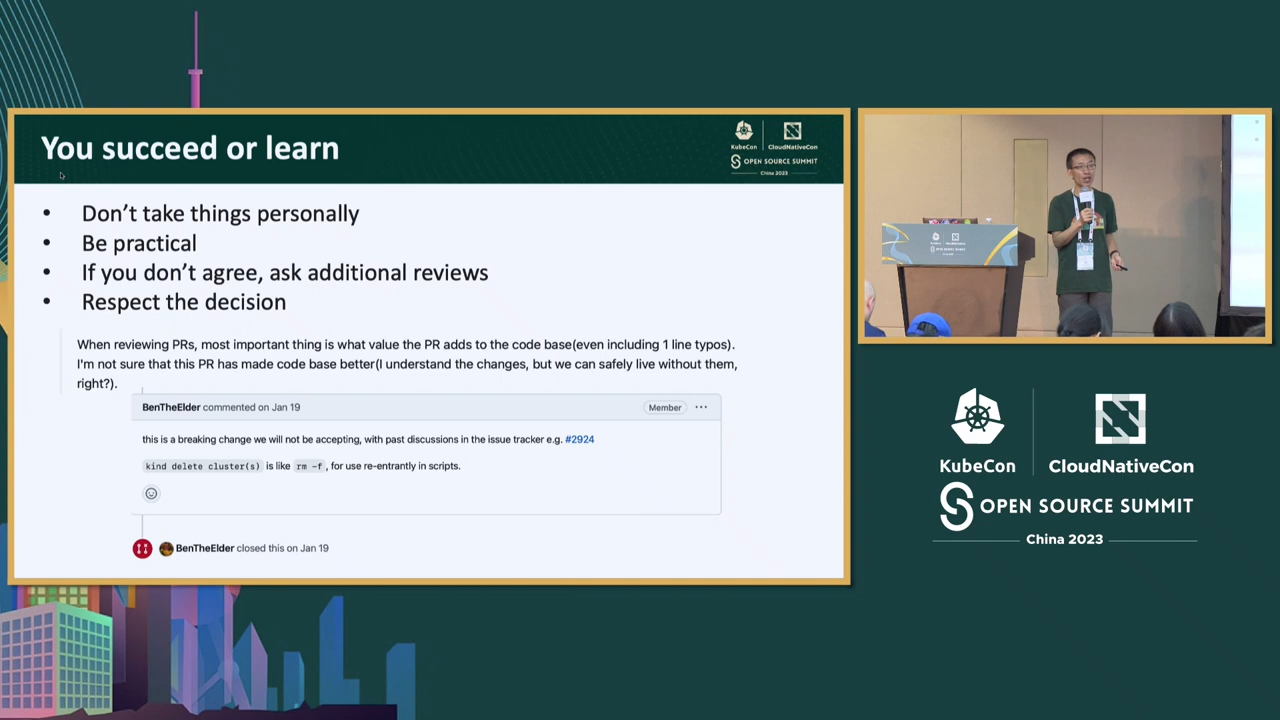 You succeed or learn
KubeCon
CloudNativeCon
OPEN SOURCE SUMMIT
China 2023
• Don’t take things personally
• Be practical
• If you don’t agree, ask additional reviews
• Respect the decision
When reviewing PRs, most important thing is what value the PR adds to the code base(even including 1 line typos).
I'm not sure that this PR has made code base better(I understand the changes, but we can safely live without them,
right?).
BenTheElder commented on Jan 19
Member ···
this is a breaking change we will not be accepting, with past discussions in the issue tracker e.g. #2924
kind delete cluster(s) is like rm -f, for use re-entrantly in scripts.
BenTheElder closed this on Jan 19
KubeCon
CloudNativeCon
OPEN SOURCE SUMMIT
China 2023